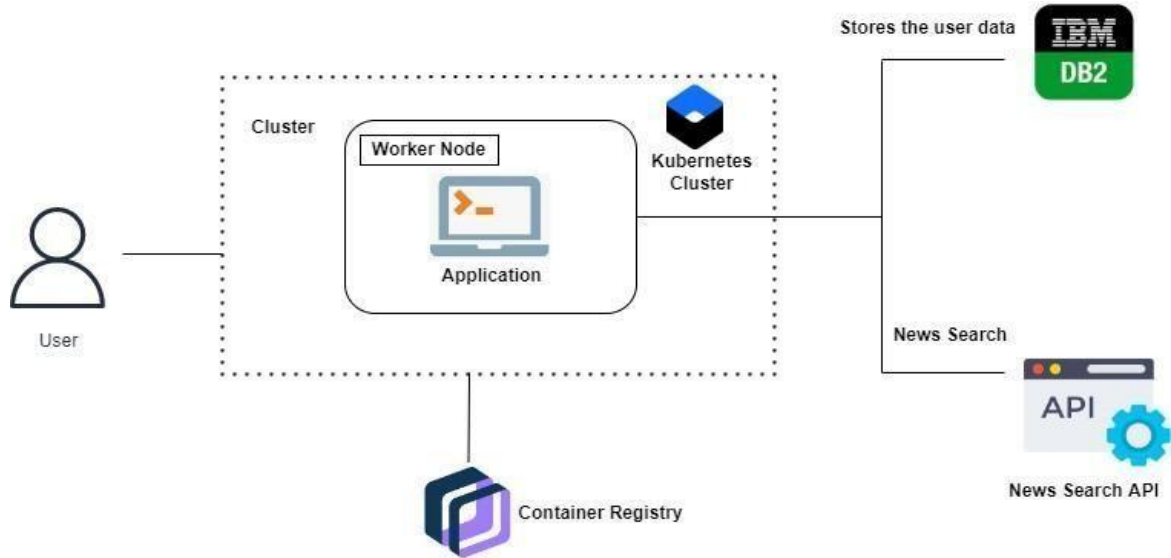 Stores the user data
IBM
DB2
Cluster
Worker Node
Kubernetes
Cluster
Application
User
News Search
API
News Search API
Container Registry